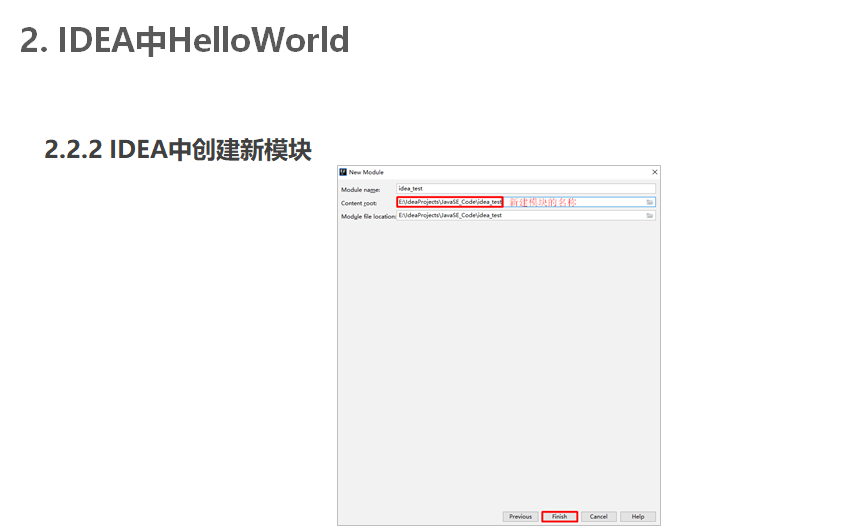 2. IDEA中HelloWorld
2.2.2 IDEA中创建新模块
New Module
Module name: idea_test
Content root: E:\IdeaProjects\JavaSE_Code\idea_test 新建模块的名称
Module file location: E:\IdeaProjects\JavaSE_Code\idea_test
Previous Finish Cancel Help